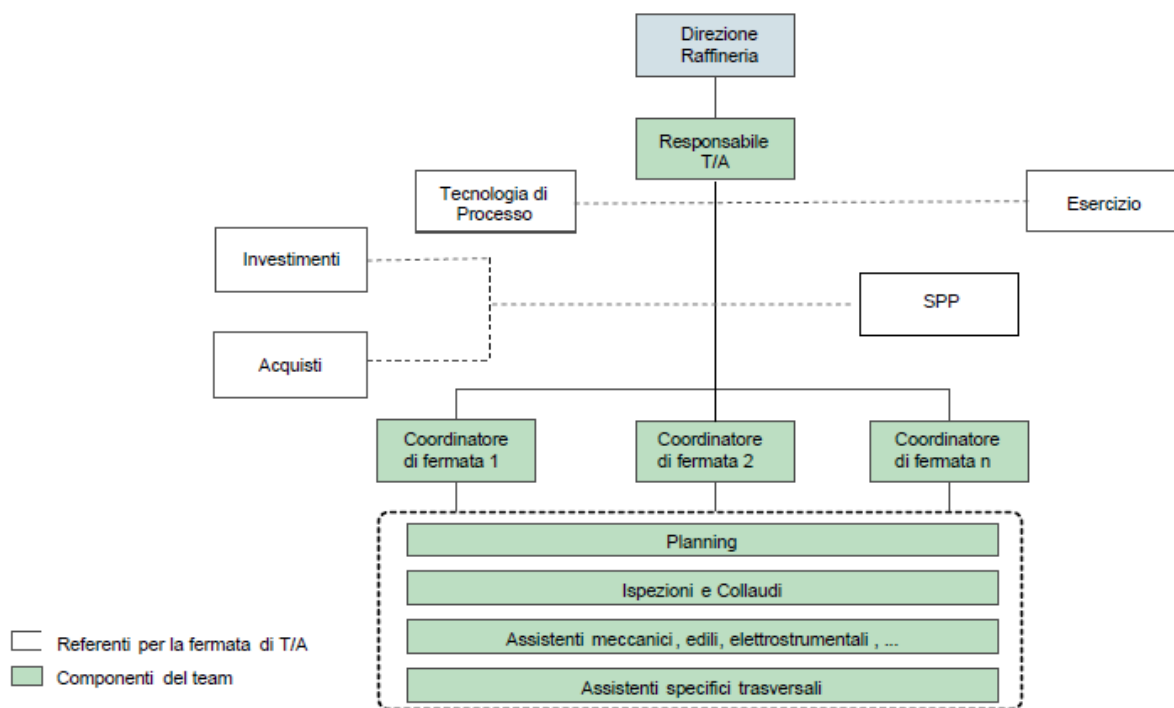 Direzione
Raffineria
Responsabile
T/A
Tecnologia di
Processo
Esercizio
Investimenti
SPP
Acquisti
Coordinatore
di fermata 1
Coordinatore
di fermata 2
Coordinatore
di fermata n
Planning
Ispezioni e Collaudi
Assistenti meccanici, edili, elettrostrumentali , ...
Assistenti specifici trasversali
Referenti per la fermata di T/A
Componenti del team